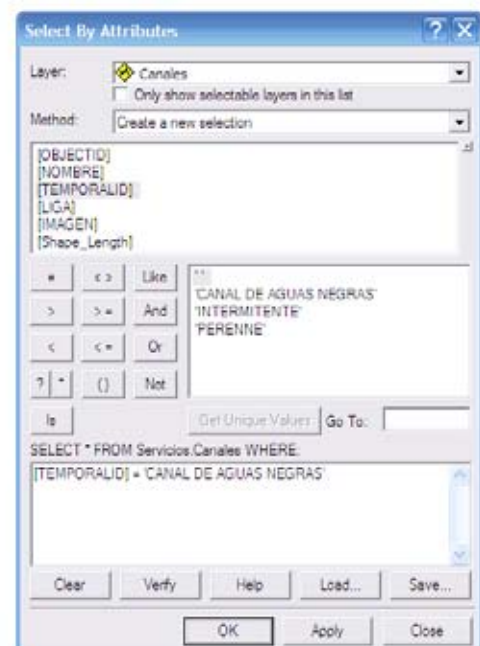 Select By Attributes
Layer: Canales
Only show selectable layers in this list
Method: Create a new selection
[OBJECTID]
[NOMBRE]
[TEMPORALID]
[LIGA]
[IMAGEN]
[Shape_Length]
= < > Like
> > = And
< < = Or
? * () Not
Is
' '
'CANAL DE AGUAS NEGRAS'
'INTERMITENTE'
'PERENNE'
Get Unique Values Go To:
SELECT * FROM Servicios.Canales WHERE:
[TEMPORALID] = 'CANAL DE AGUAS NEGRAS'
Clear Verify Help Load... Save...
OK Apply Close